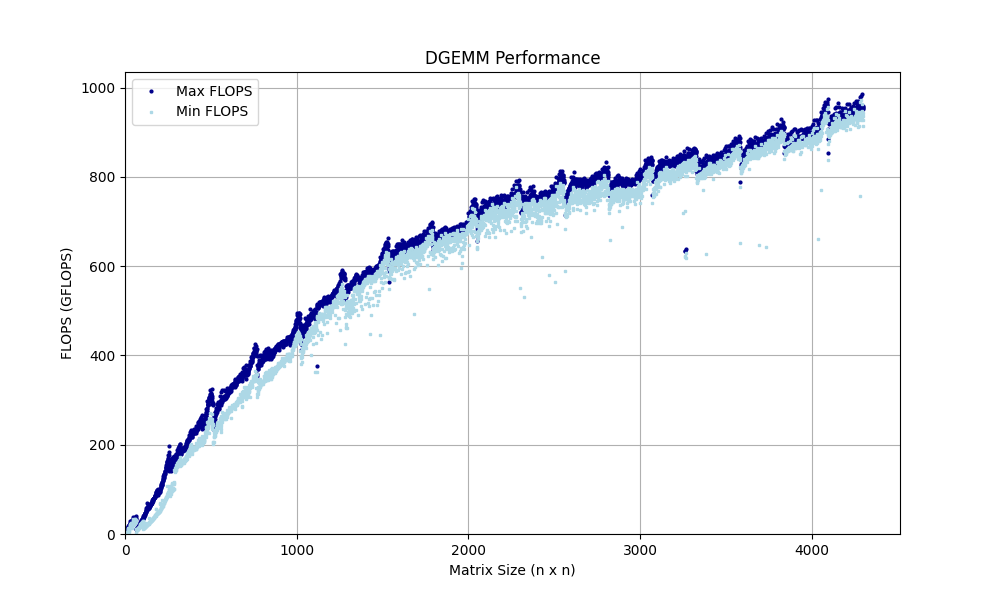 DGEMM Performance
Max FLOPS
Min FLOPS
FLOPS (GFLOPS)
1000
800
600
400
200
0
0 1000 2000 3000 4000
Matrix Size (n x n)